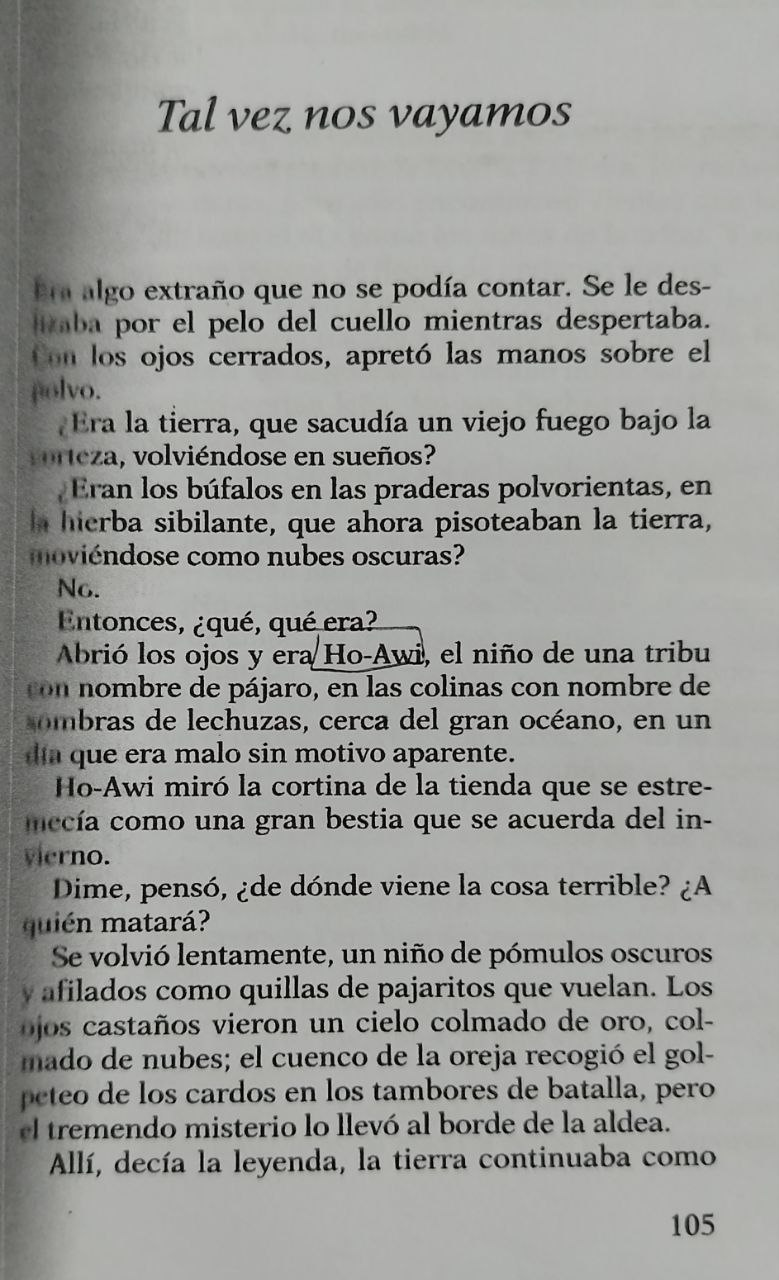 Tal vez nos vayamos
Era algo extraño que no se podía contar. Se le des-
lizaba por el pelo del cuello mientras despertaba.
Con los ojos cerrados, apretó las manos sobre el
polvo.
¿Era la tierra, que sacudía un viejo fuego bajo la
corteza, volviéndose en sueños?
¿Eran los búfalos en las praderas polvorientas, en
la hierba sibilante, que ahora pisoteaban la tierra,
moviéndose como nubes oscuras?
No.
Entonces, ¿qué, qué era?
Abrió los ojos y era Ho-Awi, el niño de una tribu
con nombre de pájaro, en las colinas con nombre de
sombras de lechuzas, cerca del gran océano, en un
día que era malo sin motivo aparente.
Ho-Awi miró la cortina de la tienda que se estre-
mecía como una gran bestia que se acuerda del in-
vierno.
Dime, pensó, ¿de dónde viene la cosa terrible? ¿A
quién matará?
Se volvió lentamente, un niño de pómulos oscuros
y afilados como quillas de pajaritos que vuelan. Los
ojos castaños vieron un cielo colmado de oro, col-
mado de nubes; el cuenco de la oreja recogió el gol-
peteo de los cardos en los tambores de batalla, pero
el tremendo misterio lo llevó al borde de la aldea.
Allí, decía la leyenda, la tierra continuaba como
105